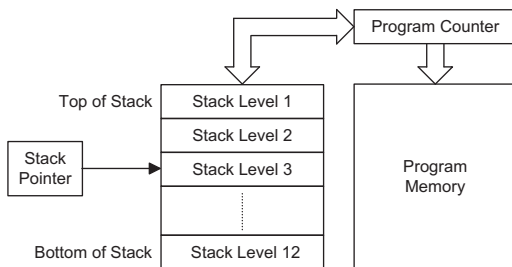 Program Counter
Top of Stack
Stack Level 1
Stack Level 2
Stack
Pointer
Stack Level 3
Program
Memory
Bottom of Stack
Stack Level 12